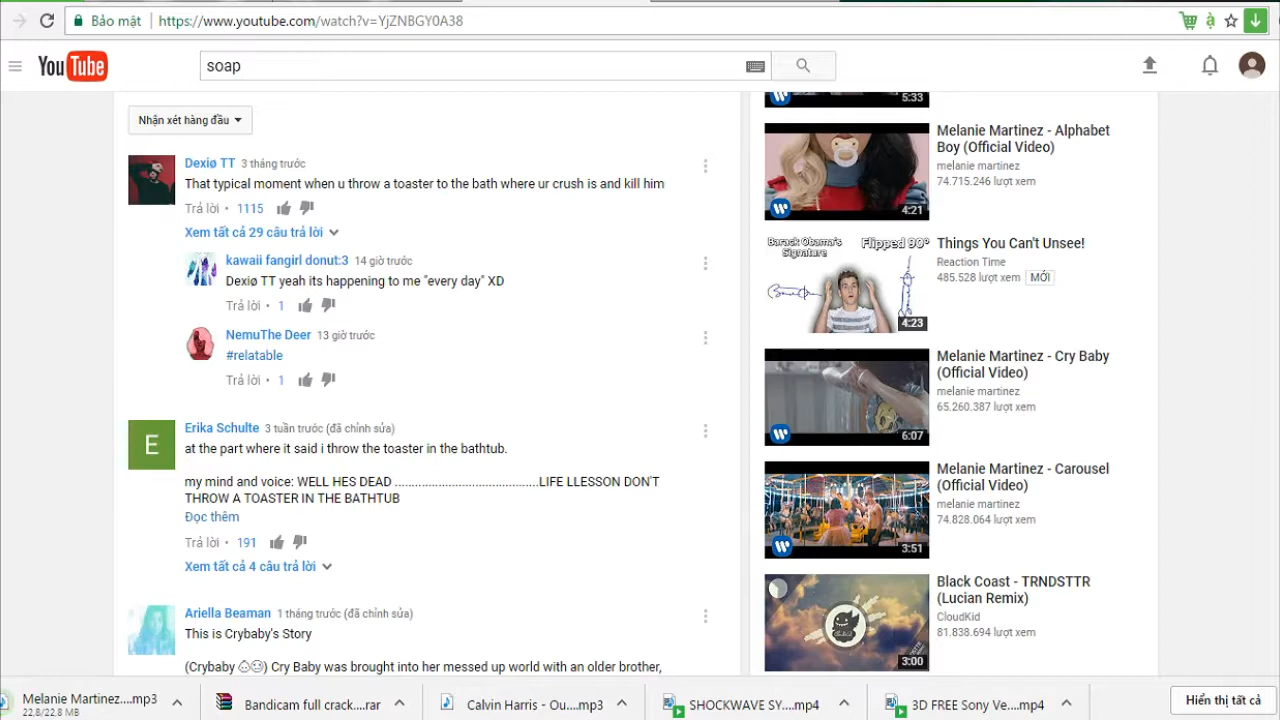 Bảo mật https://www.youtube.com/watch?v=YjZNBGY0A38
YouTube
soap
Nhận xét hàng đầu
Dexiø TT 3 tháng trước
That typical moment when u throw a toaster to the bath where ur crush is and kill him
Trả lời • 1115
Xem tất cả 29 câu trả lời
kawaii fangirl donut:3 14 giờ trước
Dexiø TT yeah its happening to me "every day" XD
Trả lời • 1
NemuThe Deer 13 giờ trước
#relatable
Trả lời • 1
E
Erika Schulte 3 tuần trước (đã chỉnh sửa)
at the part where it said i throw the toaster in the bathtub.
my mind and voice: WELL HES DEAD ...........................................LIFE LLESSON DON'T
THROW A TOASTER IN THE BATHTUB
Đọc thêm
Trả lời • 191
Xem tất cả 4 câu trả lời
Ariella Beaman 1 tháng trước (đã chỉnh sửa)
This is Crybaby's Story
(Crybaby 😶😶) Cry Baby was brought into her messed up world with an older brother,
5:33
Melanie Martinez - Alphabet
Boy (Official Video)
melanie martinez
74.715.246 lượt xem
4:21
Barack Obama's
Signature
Flipped 90º
Things You Can't Unsee!
Reaction Time
485.528 lượt xem MỚI
4:23
Melanie Martinez - Cry Baby
(Official Video)
melanie martinez
65.260.387 lượt xem
6:07
Melanie Martinez - Carousel
(Official Video)
melanie martinez
74.828.064 lượt xem
3:51
Black Coast - TRNDSTTR
(Lucian Remix)
CloudKid
81.838.694 lượt xem
3:00
Melanie Martinez....mp3
22,8/22,8 MB
Bandicam full crack....rar
Calvin Harris - Ou....mp3
SHOCKWAVE SY....mp4
3D FREE Sony Ve....mp4
Hiển thị tất cả